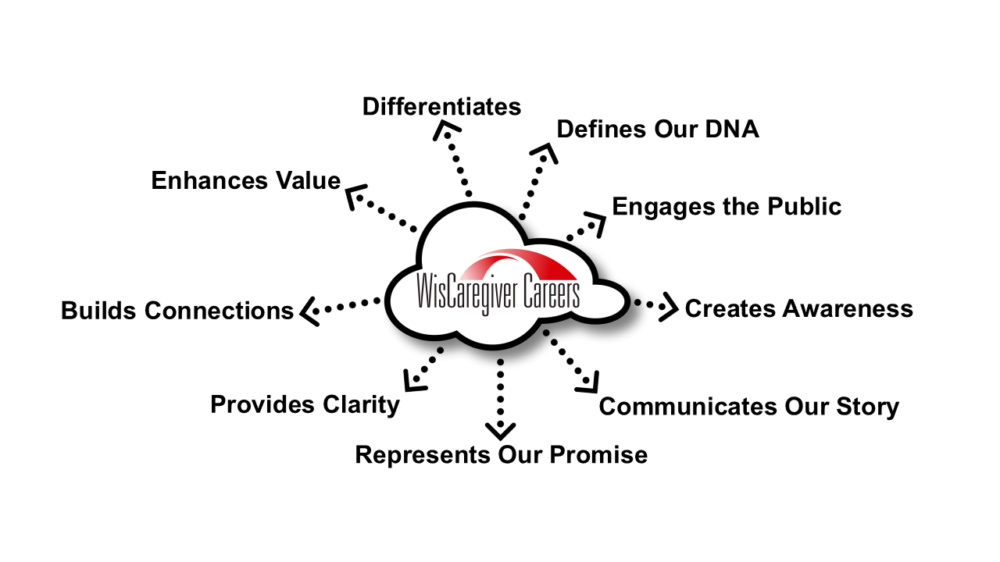 Differentiates
Defines Our DNA
Enhances Value
Engages the Public
WisCaregiver Careers
Builds Connections
Creates Awareness
Provides Clarity
Communicates Our Story
Represents Our Promise